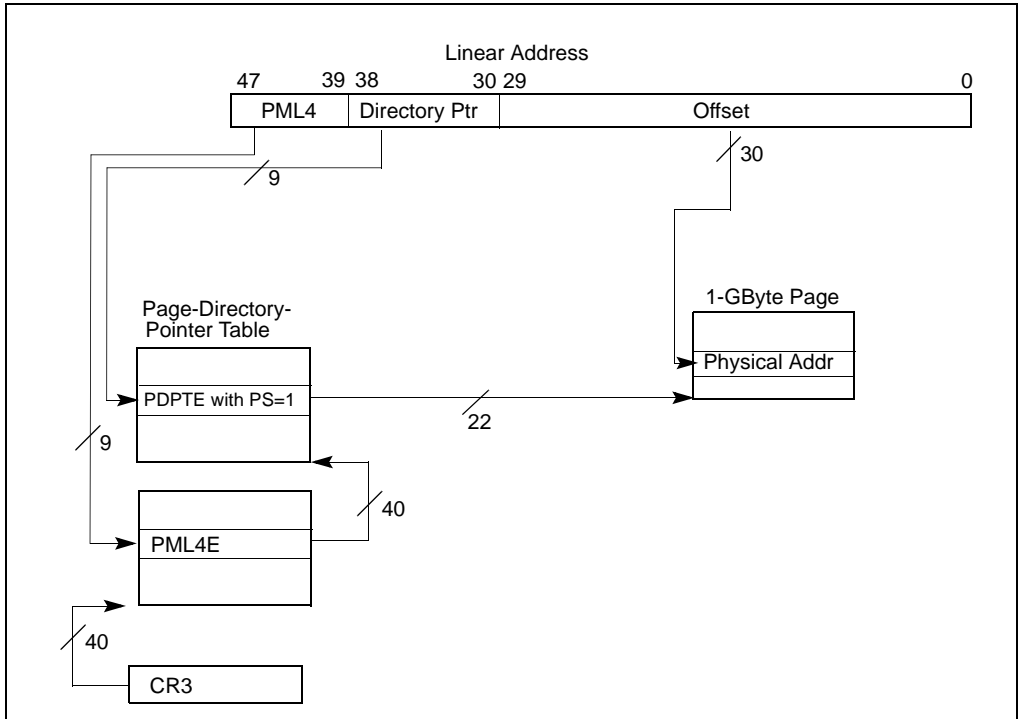 Linear Address
47 39 38 30 29 0
PML4 Directory Ptr Offset
9
30
Page-Directory-
Pointer Table
1-GByte Page
Physical Addr
PDPTE with PS=1
22
9
40
PML4E
40
CR3